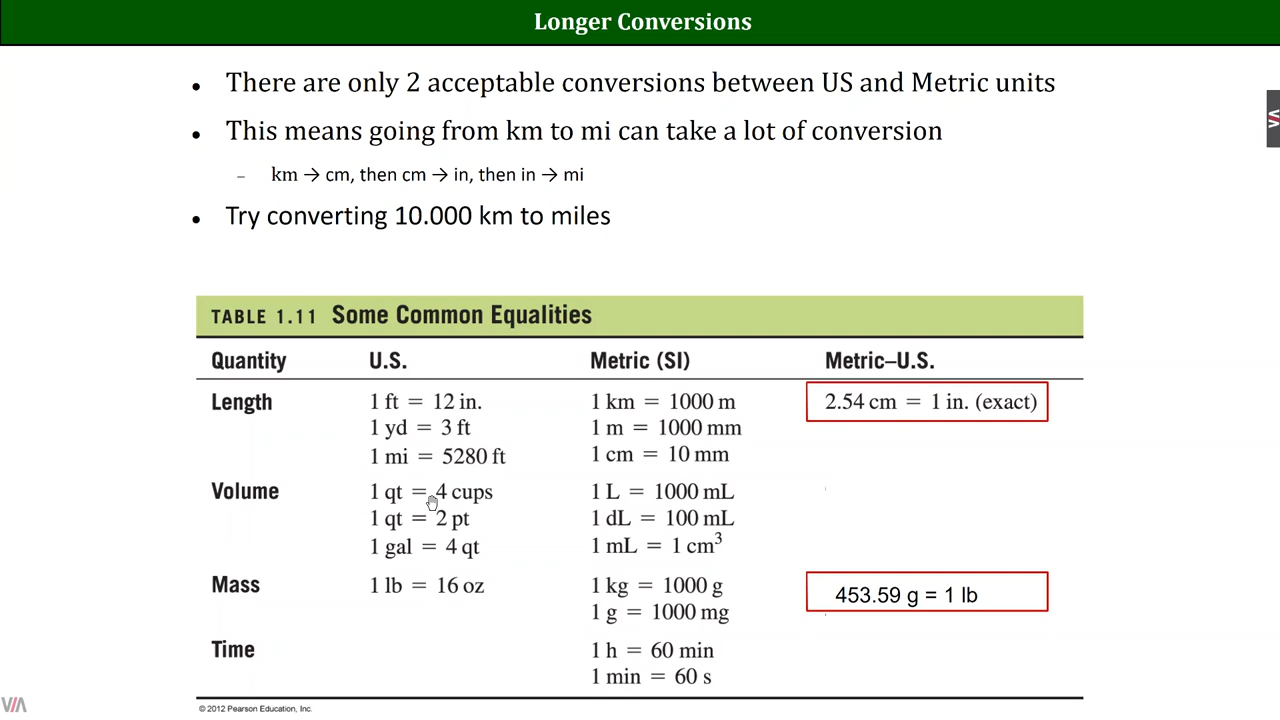 Longer Conversions
• There are only 2 acceptable conversions between US and Metric units
• This means going from km to mi can take a lot of conversion
– km → cm, then cm → in, then in → mi
• Try converting 10.000 km to miles
TABLE 1.11 Some Common Equalities
Quantity U.S. Metric (SI) Metric–U.S.
Length 1 ft = 12 in. 1 km = 1000 m 2.54 cm = 1 in. (exact)
1 yd = 3 ft 1 m = 1000 mm
1 mi = 5280 ft 1 cm = 10 mm
Volume 1 qt = 4 cups 1 L = 1000 mL
1 qt = 2 pt 1 dL = 100 mL
1 gal = 4 qt 1 mL = 1 cm³
Mass 1 lb = 16 oz 1 kg = 1000 g 453.59 g = 1 lb
1 g = 1000 mg
Time 1 h = 60 min
1 min = 60 s
© 2012 Pearson Education, Inc.
VIA